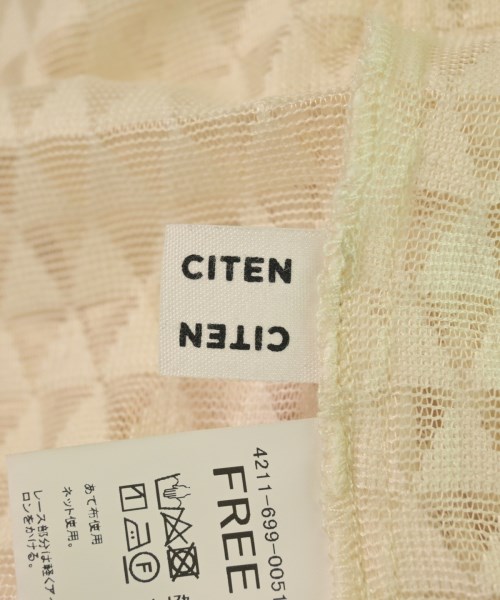 CITEN
CITEN
4211-699-0051
FREE
F
あて布使用
ネット使用。
レース部分は軽くア
ロンをかける。